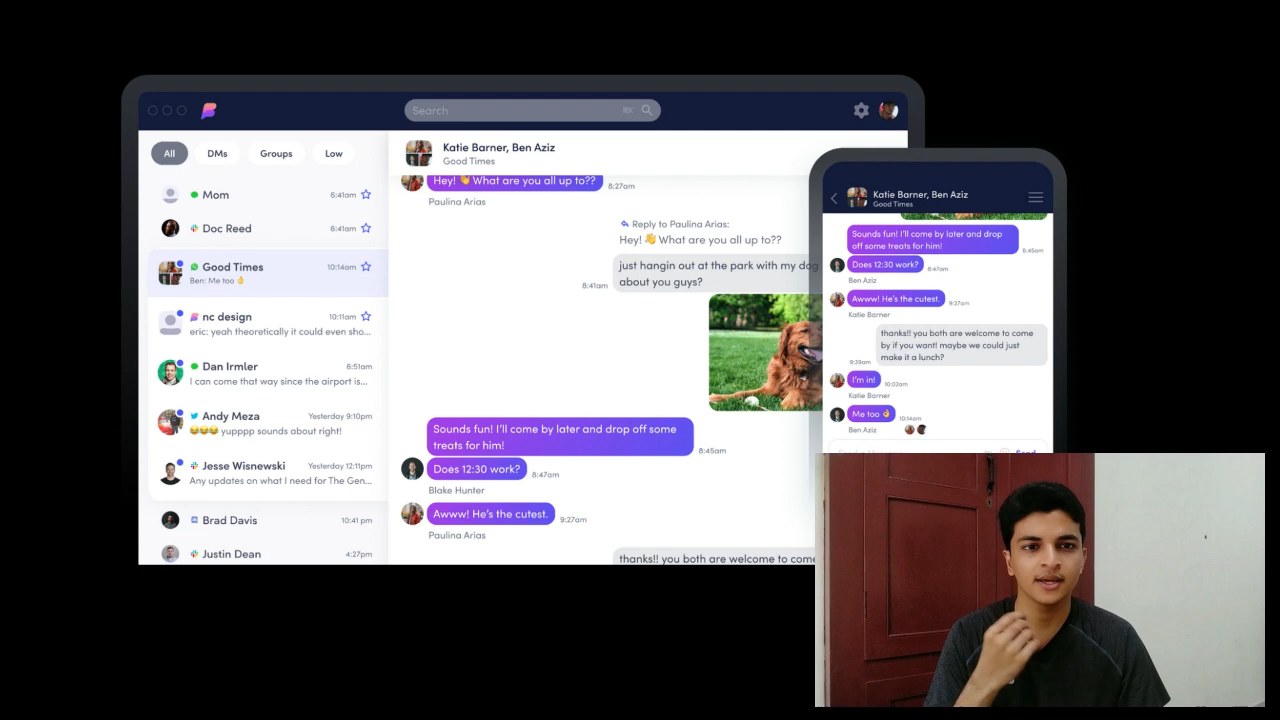 Search
⌘K
All
DMs
Groups
Low
Mom
6:41am
Doc Reed
6:41am
Good Times
10:14am
Ben: Me too 👌
nc design
10:11am
eric: yeah theoretically it could even sho...
Dan Irmler
6:51am
I can come that way since the airport is...
Andy Meza
Yesterday 9:10pm
😂😂😂 yupppp sounds about right!
Jesse Wisnewski
Yesterday 12:11pm
Any updates on what I need for The Gen...
Brad Davis
10:41 pm
Justin Dean
4:27pm
Katie Barner, Ben Aziz
Good Times
Hey! 👋 What are you all up to??
8:27am
Paulina Arias
Reply to Paulina Arias:
Hey! 👋 What are you all up to??
just hangin out at the park with my dog
about you guys?
8:41am
Sounds fun! I'll come by later and drop off some
treats for him!
8:45am
Does 12:30 work?
8:47am
Blake Hunter
Awww! He's the cutest.
9:27am
Paulina Arias
thanks!! you both are welcome to come
Katie Barner, Ben Aziz
Good Times
Sounds fun! I'll come by later and drop
off some treats for him!
8:45am
Does 12:30 work?
8:47am
Ben Aziz
Awww! He's the cutest.
9:27am
Katie Barner
thanks!! you both are welcome to come
by if you want! maybe we could just
make it a lunch?
9:39am
I'm in!
10:02am
Katie Barner
Me too 👌
10:14am
Ben Aziz